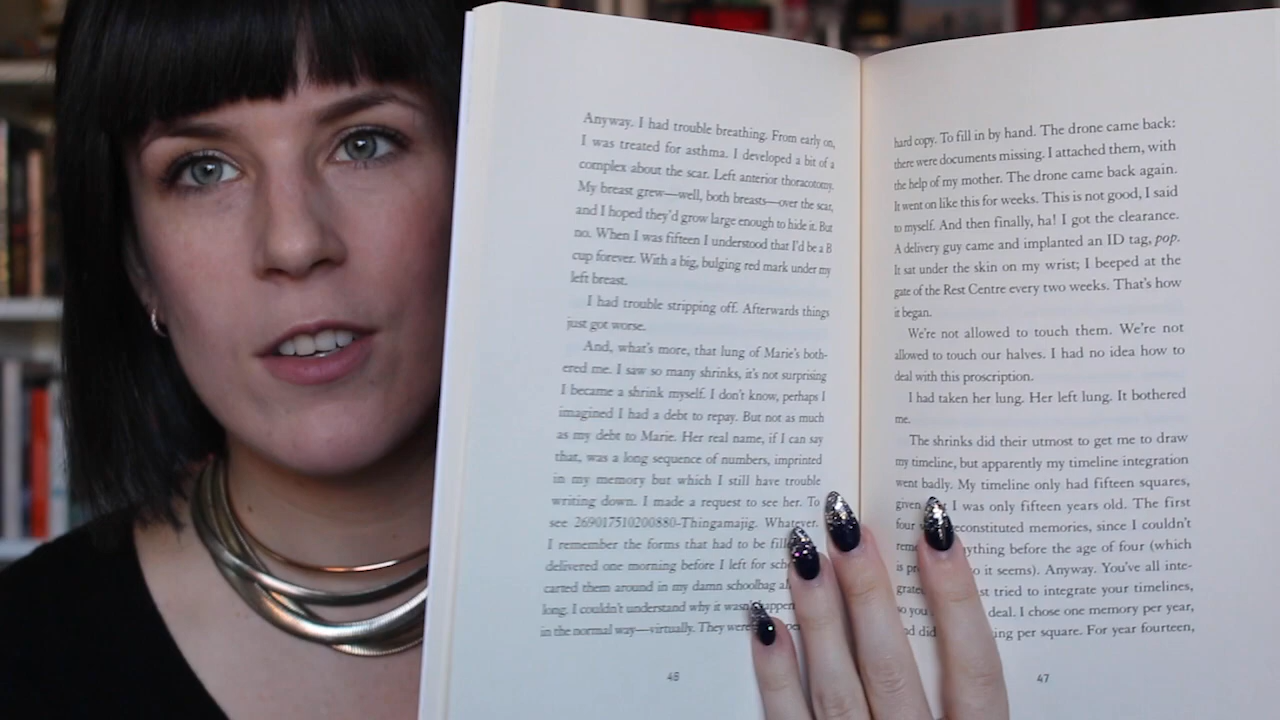 Anyway. I had trouble breathing. From early on,
I was treated for asthma. I developed a bit of a
complex about the scar. Left anterior thoracotomy.
My breast grew—well, both breasts—over the scar,
and I hoped they'd grow large enough to hide it. But
no. When I was fifteen I understood that I'd be a B
cup forever. With a big, bulging red mark under my
left breast.
I had trouble stripping off. Afterwards things
just got worse.
And, what's more, that lung of Marie's both-
ered me. I saw so many shrinks, it's not surprising
I became a shrink myself. I don't know, perhaps I
imagined I had a debt to repay. But not as much
as my debt to Marie. Her real name, if I can say
that, was a long sequence of numbers, imprinted
in my memory but which I still have trouble
writing down. I made a request to see her. To
see 269017510200880-Thingamajig. Whatever.
I remember the forms that had to be
delivered one morning before I left for
carted them around in my damn schoolbag
long. I couldn't understand why it wasn't
in the normal way—virtually. They were
46
hard copy. To fill in by hand. The drone came back:
there were documents missing. I attached them, with
the help of my mother. The drone came back again.
It went on like this for weeks. This is not good, I said
to myself. And then finally, ha! I got the clearance.
A delivery guy came and implanted an ID tag, pop.
It sat under the skin on my wrist; I beeped at the
gate of the Rest Centre every two weeks. That's how
it began.
We're not allowed to touch them. We're not
allowed to touch our halves. I had no idea how to
deal with this proscription.
I had taken her lung. Her left lung. It bothered
me.
The shrinks did their utmost to get me to draw
my timeline, but apparently my timeline integration
went badly. My timeline only had fifteen squares,
given I was only fifteen years old. The first
four reconstituted memories, since I couldn't
anything before the age of four (which
is so it seems). Anyway. You've all inte-
tried to integrate your timelines,
so you deal. I chose one memory per year,
and did per square. For year fourteen,
47